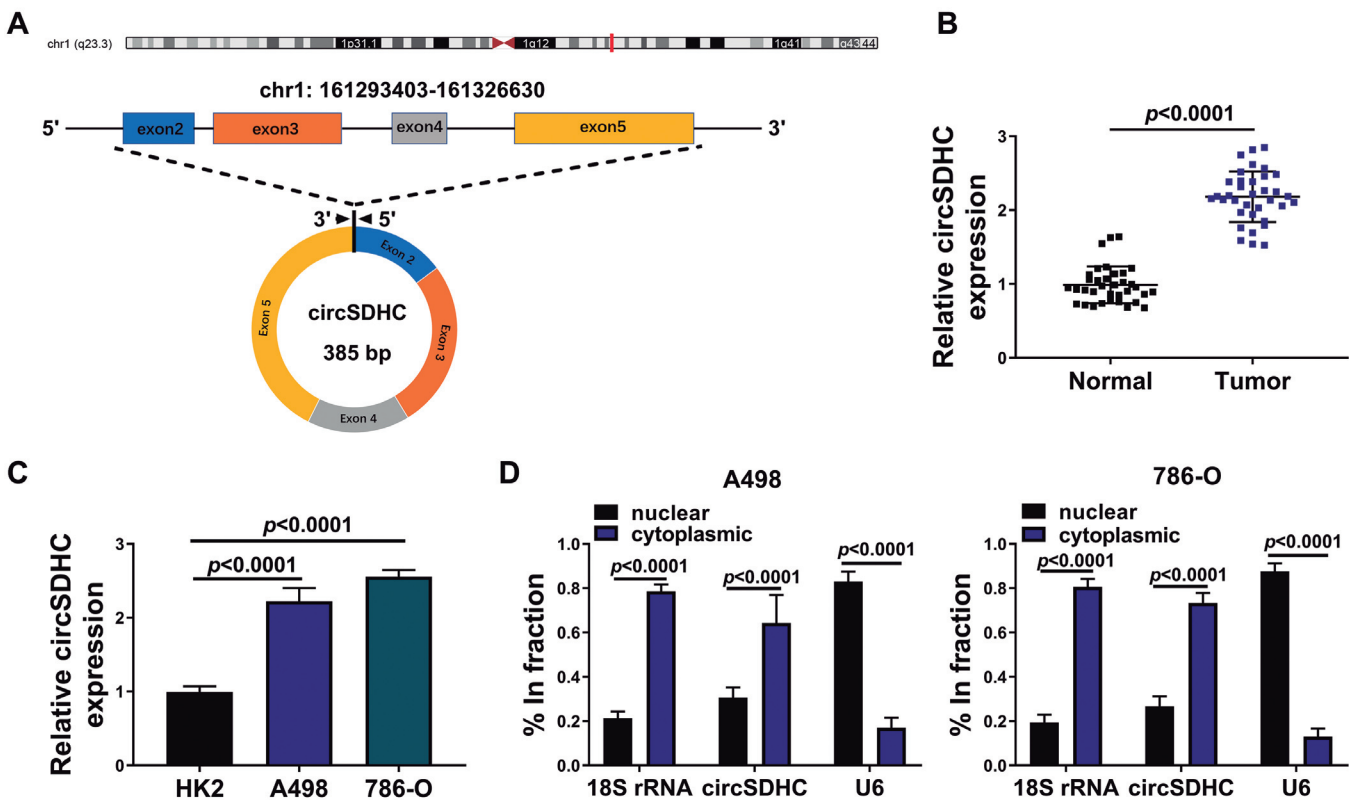 A
chr1 (q23.3)
1p31.1
1q12
1q41
q43
44
chr1: 161293403-161326630
5'
exon2
exon3
exon4
exon5
3'
3'
5'
Exon 2
Exon 3
Exon 4
Exon 5
circSDHC
385 bp
B
p<0.0001
Relative circSDHC
expression
3
2
1
0
Normal
Tumor
C
p<0.0001
p<0.0001
Relative circSDHC
expression
3
2
1
0
HK2
A498
786-O
D
A498
nuclear
cytoplasmic
p<0.0001
p<0.0001
p<0.0001
% In fraction
1.0
0.8
0.6
0.4
0.2
0.0
18S rRNA
circSDHC
U6
786-O
nuclear
cytoplasmic
p<0.0001
p<0.0001
p<0.0001
% In fraction
1.0
0.8
0.6
0.4
0.2
0.0
18S rRNA
circSDHC
U6